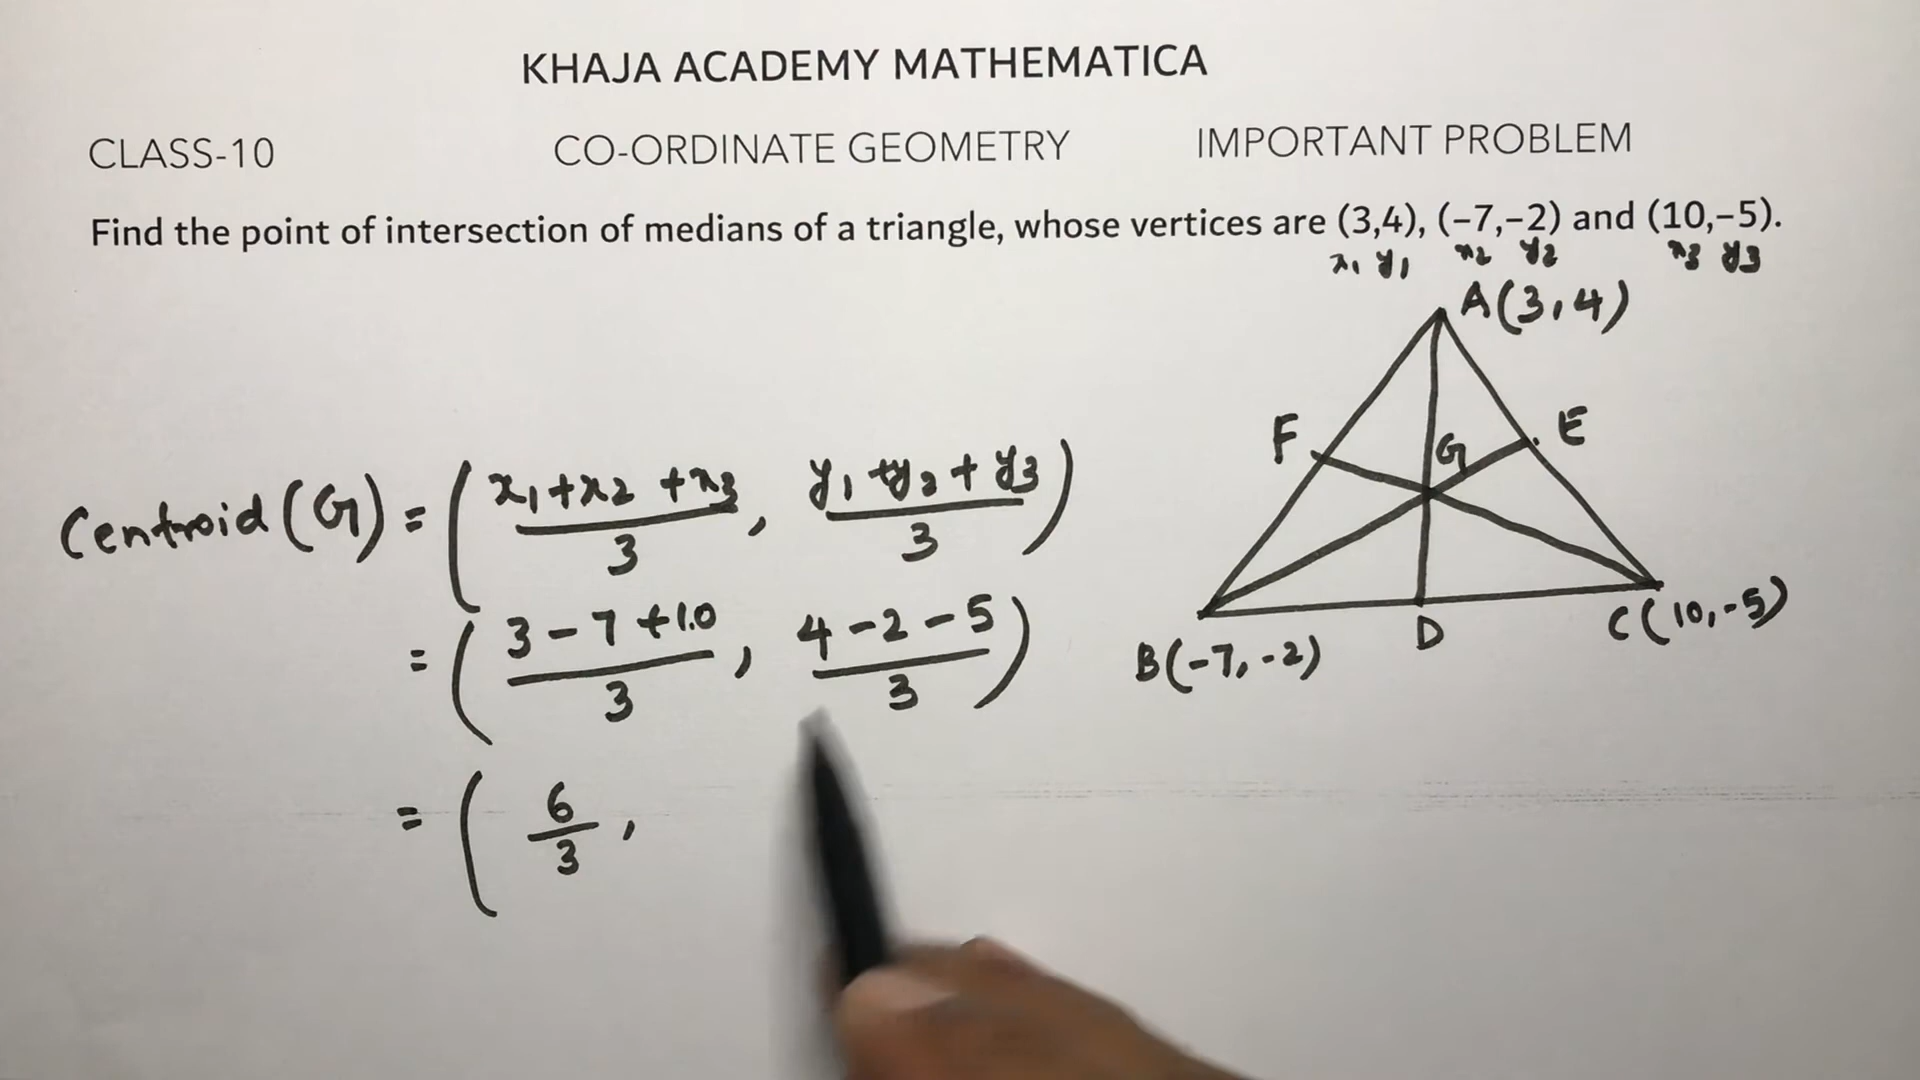 KHAJA ACADEMY MATHEMATICA
CLASS-10 CO-ORDINATE GEOMETRY IMPORTANT PROBLEM
Find the point of intersection of medians of a triangle, whose vertices are (3,4), (−7,−2) and (10,−5).
x₁ y₁ x₂ y₂ x₃ y₃
A(3,4)
F E
G
Centroid(G) = ( x₁+x₂+x₃ / 3 , y₁+y₂+y₃ / 3 )
= ( 3-7+10 / 3 , 4-2-5 / 3 )
B(-7,-2) D C(10,-5)
= ( 6 / 3 ,